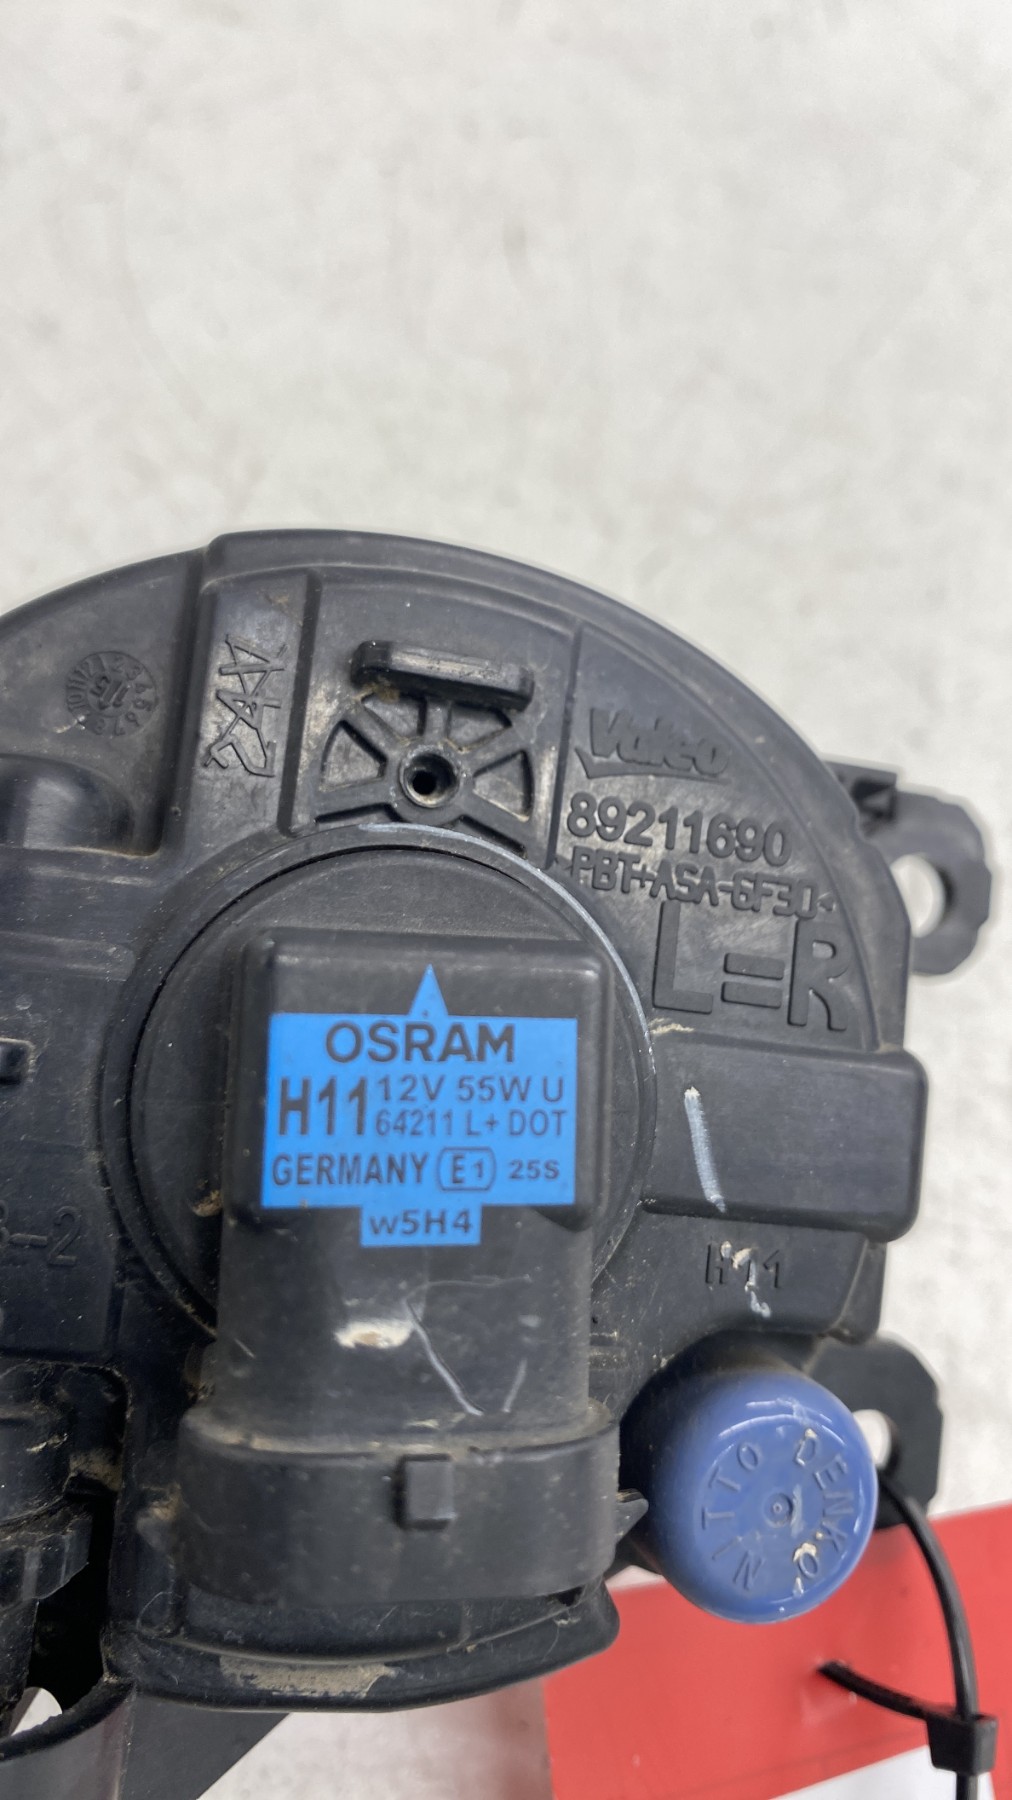 Valeo
89211690
PBT+ASA-GF30
L=R
OSRAM
H11 12V 55W U
64211 L+ DOT
GERMANY E1 25S
W5H4
H11
NITTO DENKO